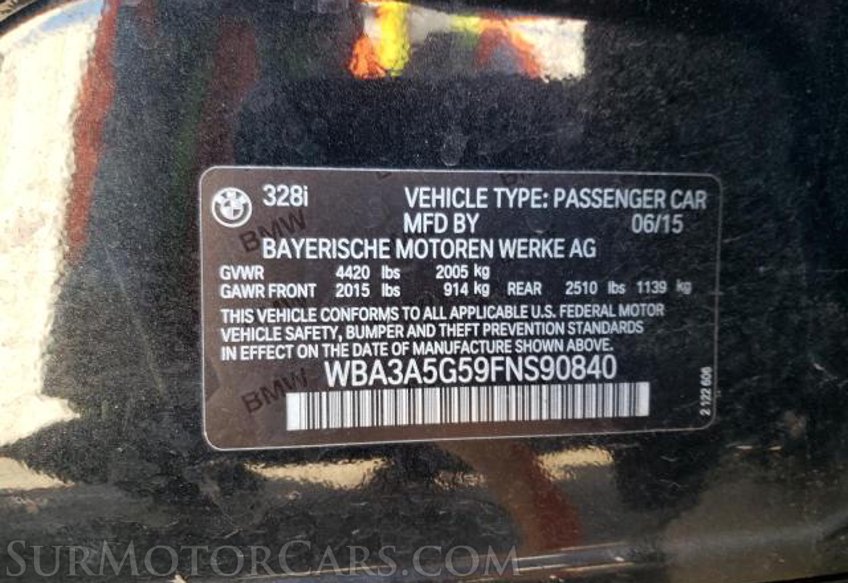 328i VEHICLE TYPE: PASSENGER CAR
MFD BY 06/15
BAYERISCHE MOTOREN WERKE AG
GVWR 4420 lbs 2005 kg
GAWR FRONT 2015 lbs 914 kg REAR 2510 lbs 1139 kg
THIS VEHICLE CONFORMS TO ALL APPLICABLE U.S. FEDERAL MOTOR
VEHICLE SAFETY, BUMPER AND THEFT PREVENTION STANDARDS
IN EFFECT ON THE DATE OF MANUFACTURE SHOWN ABOVE.
WBA3A5G59FNS90840
2 122 606
BMW
BMW
SURMOTORCARS.COM